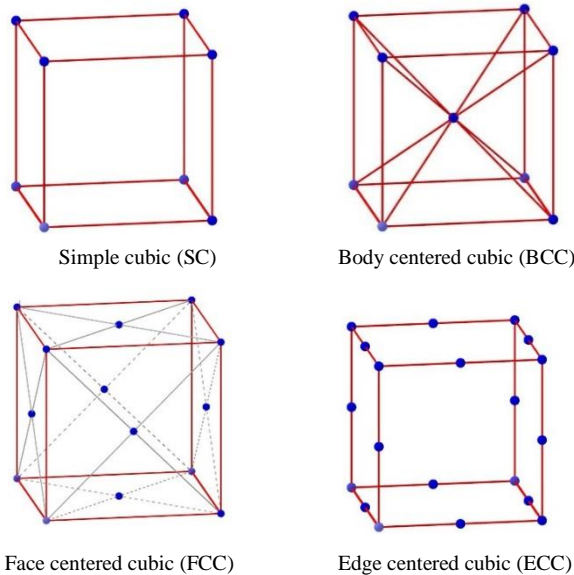 Simple cubic (SC)
Body centered cubic (BCC)
Face centered cubic (FCC)
Edge centered cubic (ECC)